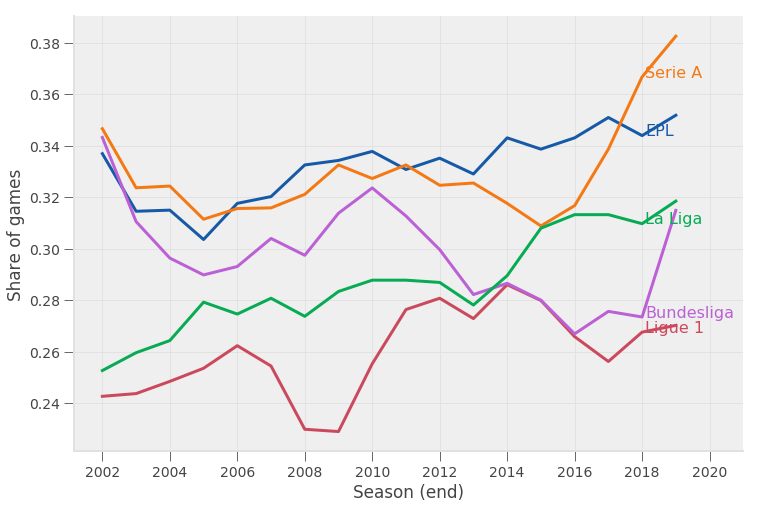 0.38
0.36
0.34
0.32
0.30
0.28
0.26
0.24
Share of games
Serie A
EPL
La Liga
Bundesliga
Ligue 1
2002 2004 2006 2008 2010 2012 2014 2016 2018 2020
Season (end)